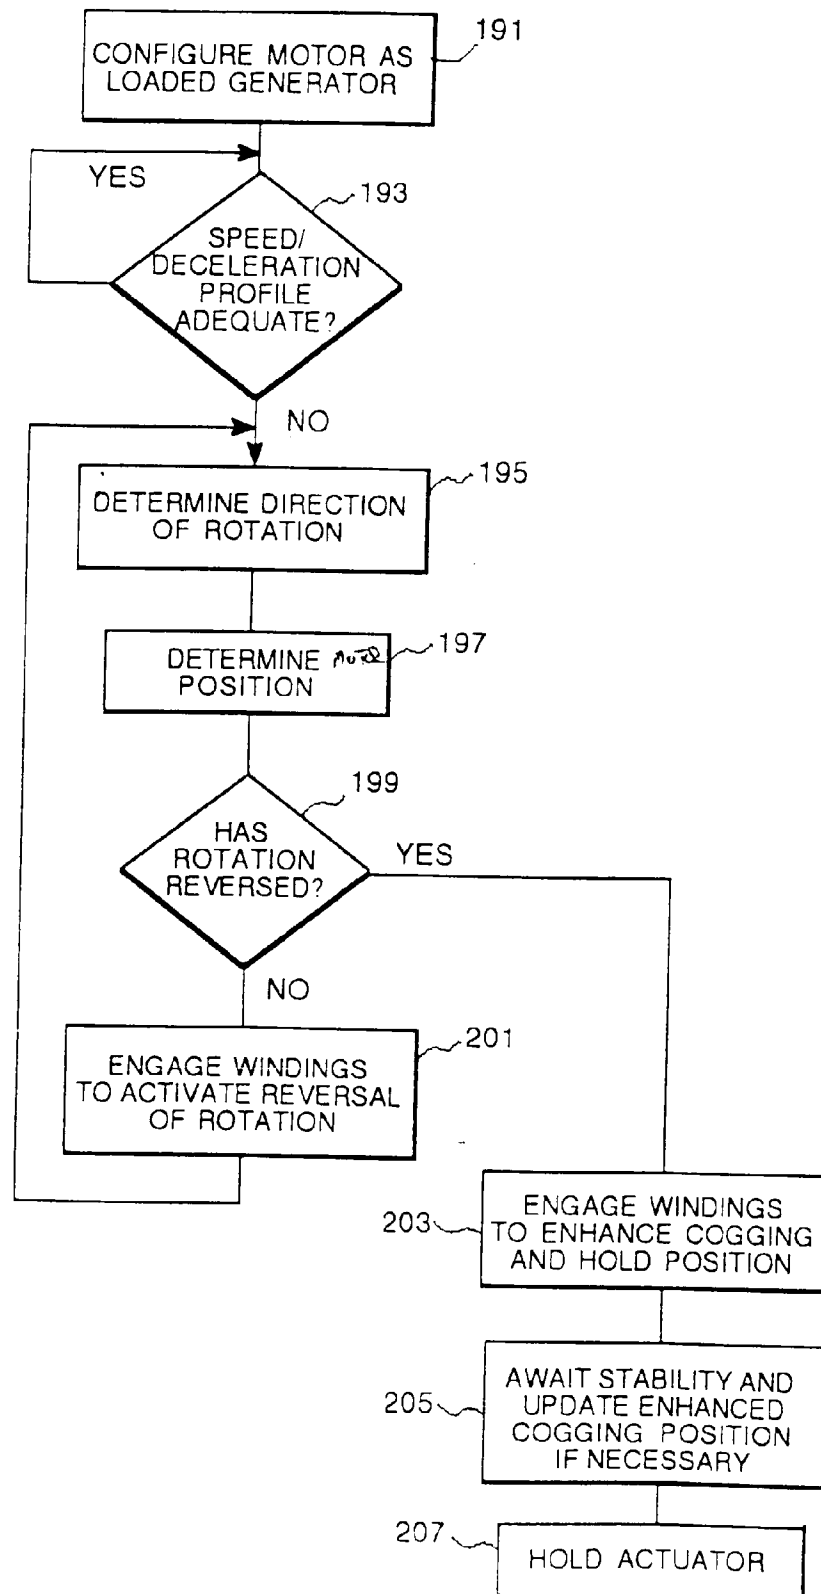 191
CONFIGURE MOTOR AS
LOADED GENERATOR
YES
193
SPEED/
DECELERATION
PROFILE
ADEQUATE?
NO
195
DETERMINE DIRECTION
OF ROTATION
197
DETERMINE
POSITION
199
HAS
ROTATION
REVERSED?
YES
NO
201
ENGAGE WINDINGS
TO ACTIVATE REVERSAL
OF ROTATION
203
ENGAGE WINDINGS
TO ENHANCE COGGING
AND HOLD POSITION
205
AWAIT STABILITY AND
UPDATE ENHANCED
COGGING POSITION
IF NECESSARY
207
HOLD ACTUATOR